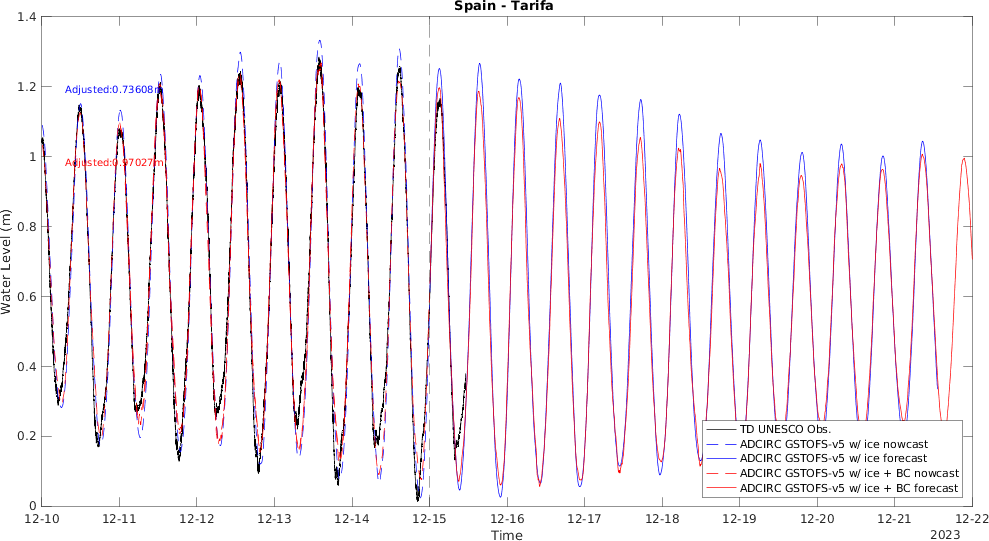 Spain - Tarifa
1.4
1.2
1
0.8
0.6
0.4
0.2
0
Water Level (m)
Adjusted:0.73608m
Adjusted:0.97027m
TD UNESCO Obs.
ADCIRC GSTOFS-v5 w/ ice nowcast
ADCIRC GSTOFS-v5 w/ ice forecast
ADCIRC GSTOFS-v5 w/ ice + BC nowcast
ADCIRC GSTOFS-v5 w/ ice + BC forecast
12-10 12-11 12-12 12-13 12-14 12-15 12-16 12-17 12-18 12-19 12-20 12-21 12-22
Time
2023